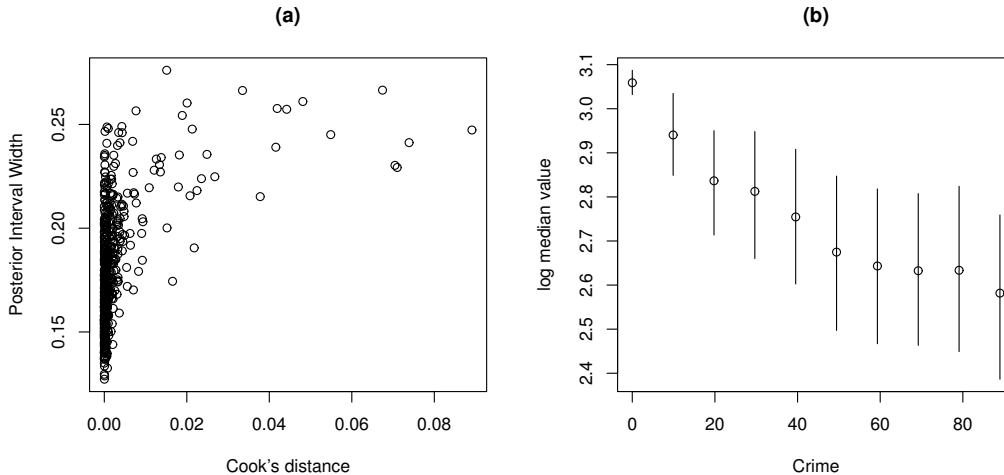 (a)
Posterior Interval Width
0.25
0.20
0.15
0.00 0.02 0.04 0.06 0.08
Cook's distance
(b)
log median value
3.1
3.0
2.9
2.8
2.7
2.6
2.5
2.4
0 20 40 60 80
Crime